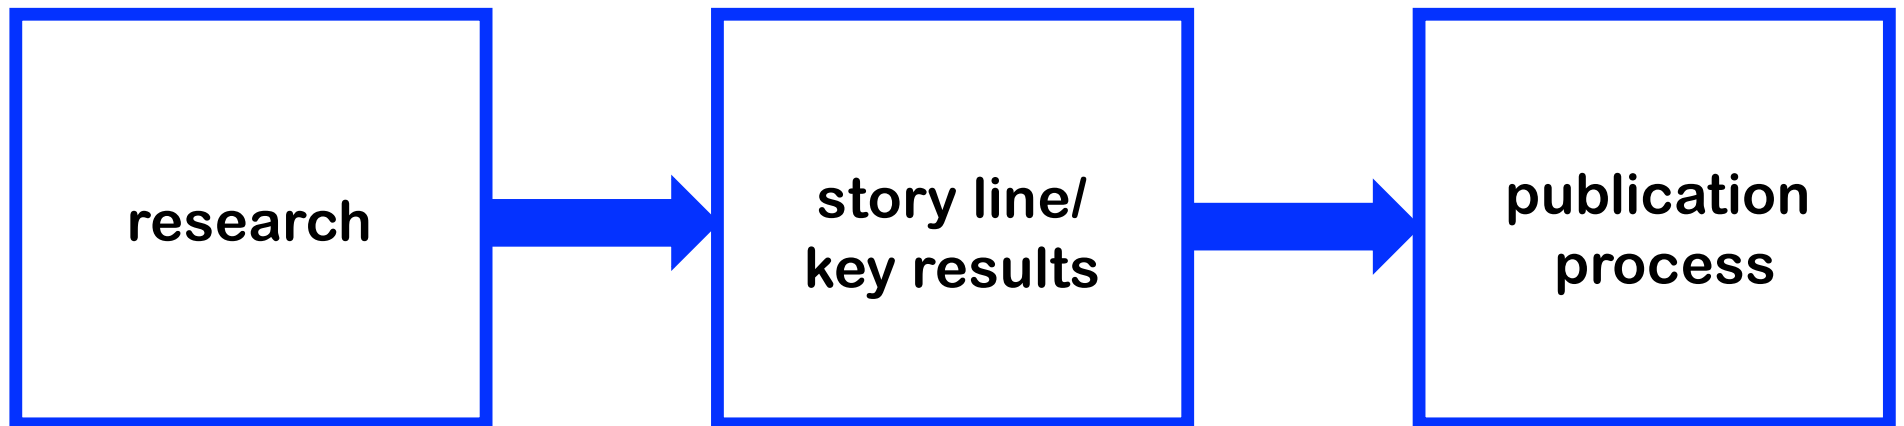 research
story line/
key results
publication
process